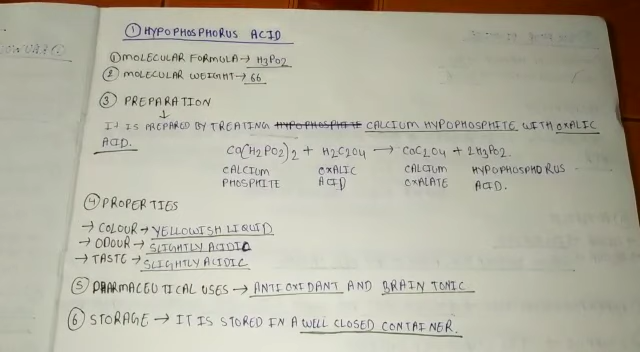 ① HYPOPHOSPHORUS ACID
① MOLECULAR FORMULA → H3PO2
② MOLECULAR WEIGHT → 66
③ PREPARATION
↓
IT IS PREPARED BY TREATING HYPOPHOSPHITE CALCIUM HYPOPHOSPHITE WITH OXALIC
ACID.
Ca(H2PO2)2 + H2C2O4 → CaC2O4 + 2H3PO2.
CALCIUM OXALIC CALCIUM HYPOPHOSPHORUS
PHOSPHITE ACID OXALATE ACID.
④ PROPERTIES
→ COLOUR → YELLOWISH LIQUID
→ ODOUR → SLIGHTLY ACIDIC
→ TASTE → SLIGHTLY ACIDIC
⑤ PHARMACEUTICAL USES → ANTIOXIDANT AND BRAIN TONIC
⑥ STORAGE → IT IS STORED IN A WELL CLOSED CONTAINER.